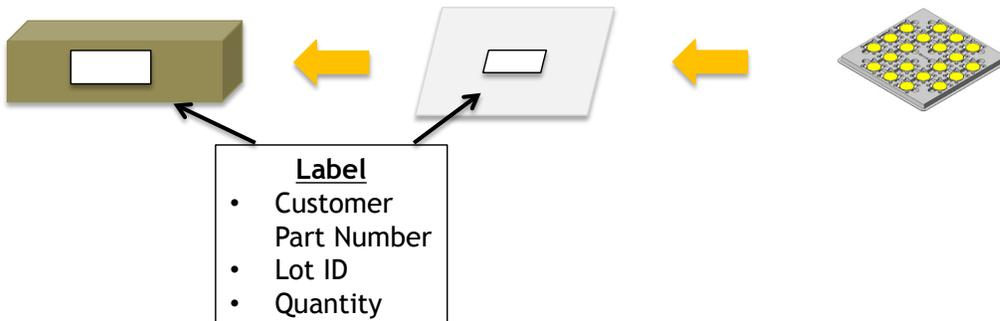 Label
• Customer
Part Number
• Lot ID
• Quantity